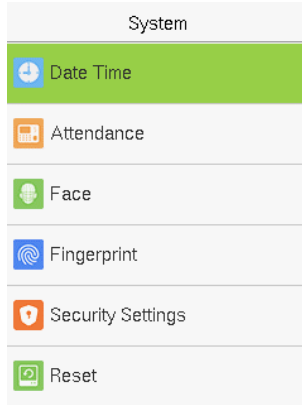 System
Date Time
Attendance
Face
Fingerprint
Security Settings
Reset